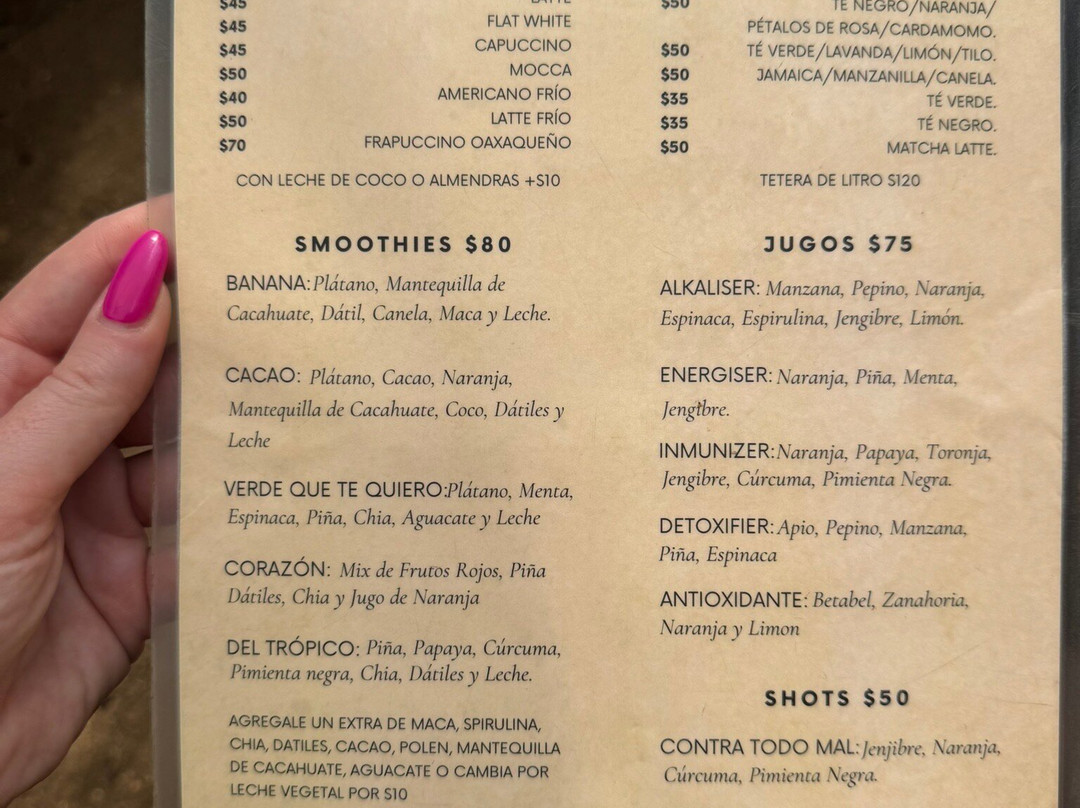 $45 LATTE
$45 FLAT WHITE
$45 CAPUCCINO
$50 MOCCA
$40 AMERICANO FRÍO
$50 LATTE FRÍO
$70 FRAPUCCINO OAXAQUEÑO
CON LECHE DE COCO O ALMENDRAS +$10
SMOOTHIES $80
BANANA: Plátano, Mantequilla de
Cacahuate, Dátil, Canela, Maca y Leche.
CACAO: Plátano, Cacao, Naranja,
Mantequilla de Cacahuate, Coco, Dátiles y
Leche
VERDE QUE TE QUIERO:Plátano, Menta,
Espinaca, Piña, Chia, Aguacate y Leche
CORAZÓN: Mix de Frutos Rojos, Piña
Dátiles, Chia y Jugo de Naranja
DEL TRÓPICO: Piña, Papaya, Cúrcuma,
Pimienta negra, Chia, Dátiles y Leche.
AGREGALE UN EXTRA DE MACA, SPIRULINA,
CHIA, DATILES, CACAO, POLEN, MANTEQUILLA
DE CACAHUATE, AGUACATE O CAMBIA POR
LECHE VEGETAL POR $10
$50 TÉ NEGRO/NARANJA/
PÉTALOS DE ROSA/CARDAMOMO.
$50 TÉ VERDE/LAVANDA/LIMÓN/TILO.
$50 JAMAICA/MANZANILLA/CANELA.
$35 TÉ VERDE.
$35 TÉ NEGRO.
$50 MATCHA LATTE.
TETERA DE LITRO $120
JUGOS $75
ALKALISER: Manzana, Pepino, Naranja,
Espinaca, Espirulina, Jengibre, Limón.
ENERGISER: Naranja, Piña, Menta,
Jengibre.
INMUNIZER:Naranja, Papaya, Toronja,
Jengibre, Cúrcuma, Pimienta Negra.
DETOXIFIER: Apio, Pepino, Manzana,
Piña, Espinaca
ANTIOXIDANTE: Betabel, Zanahoria,
Naranja y Limon
SHOTS $50
CONTRA TODO MAL: Jenjibre, Naranja,
Cúrcuma, Pimienta Negra.